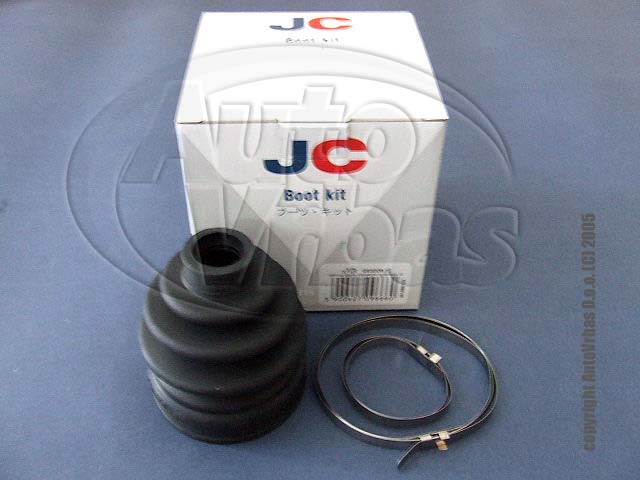 JC
Boot kit
JC
Boot kit
ブーツ・キット
Auto
Vrbas
copyright AutoVrbas D.o.o. (C) 2005